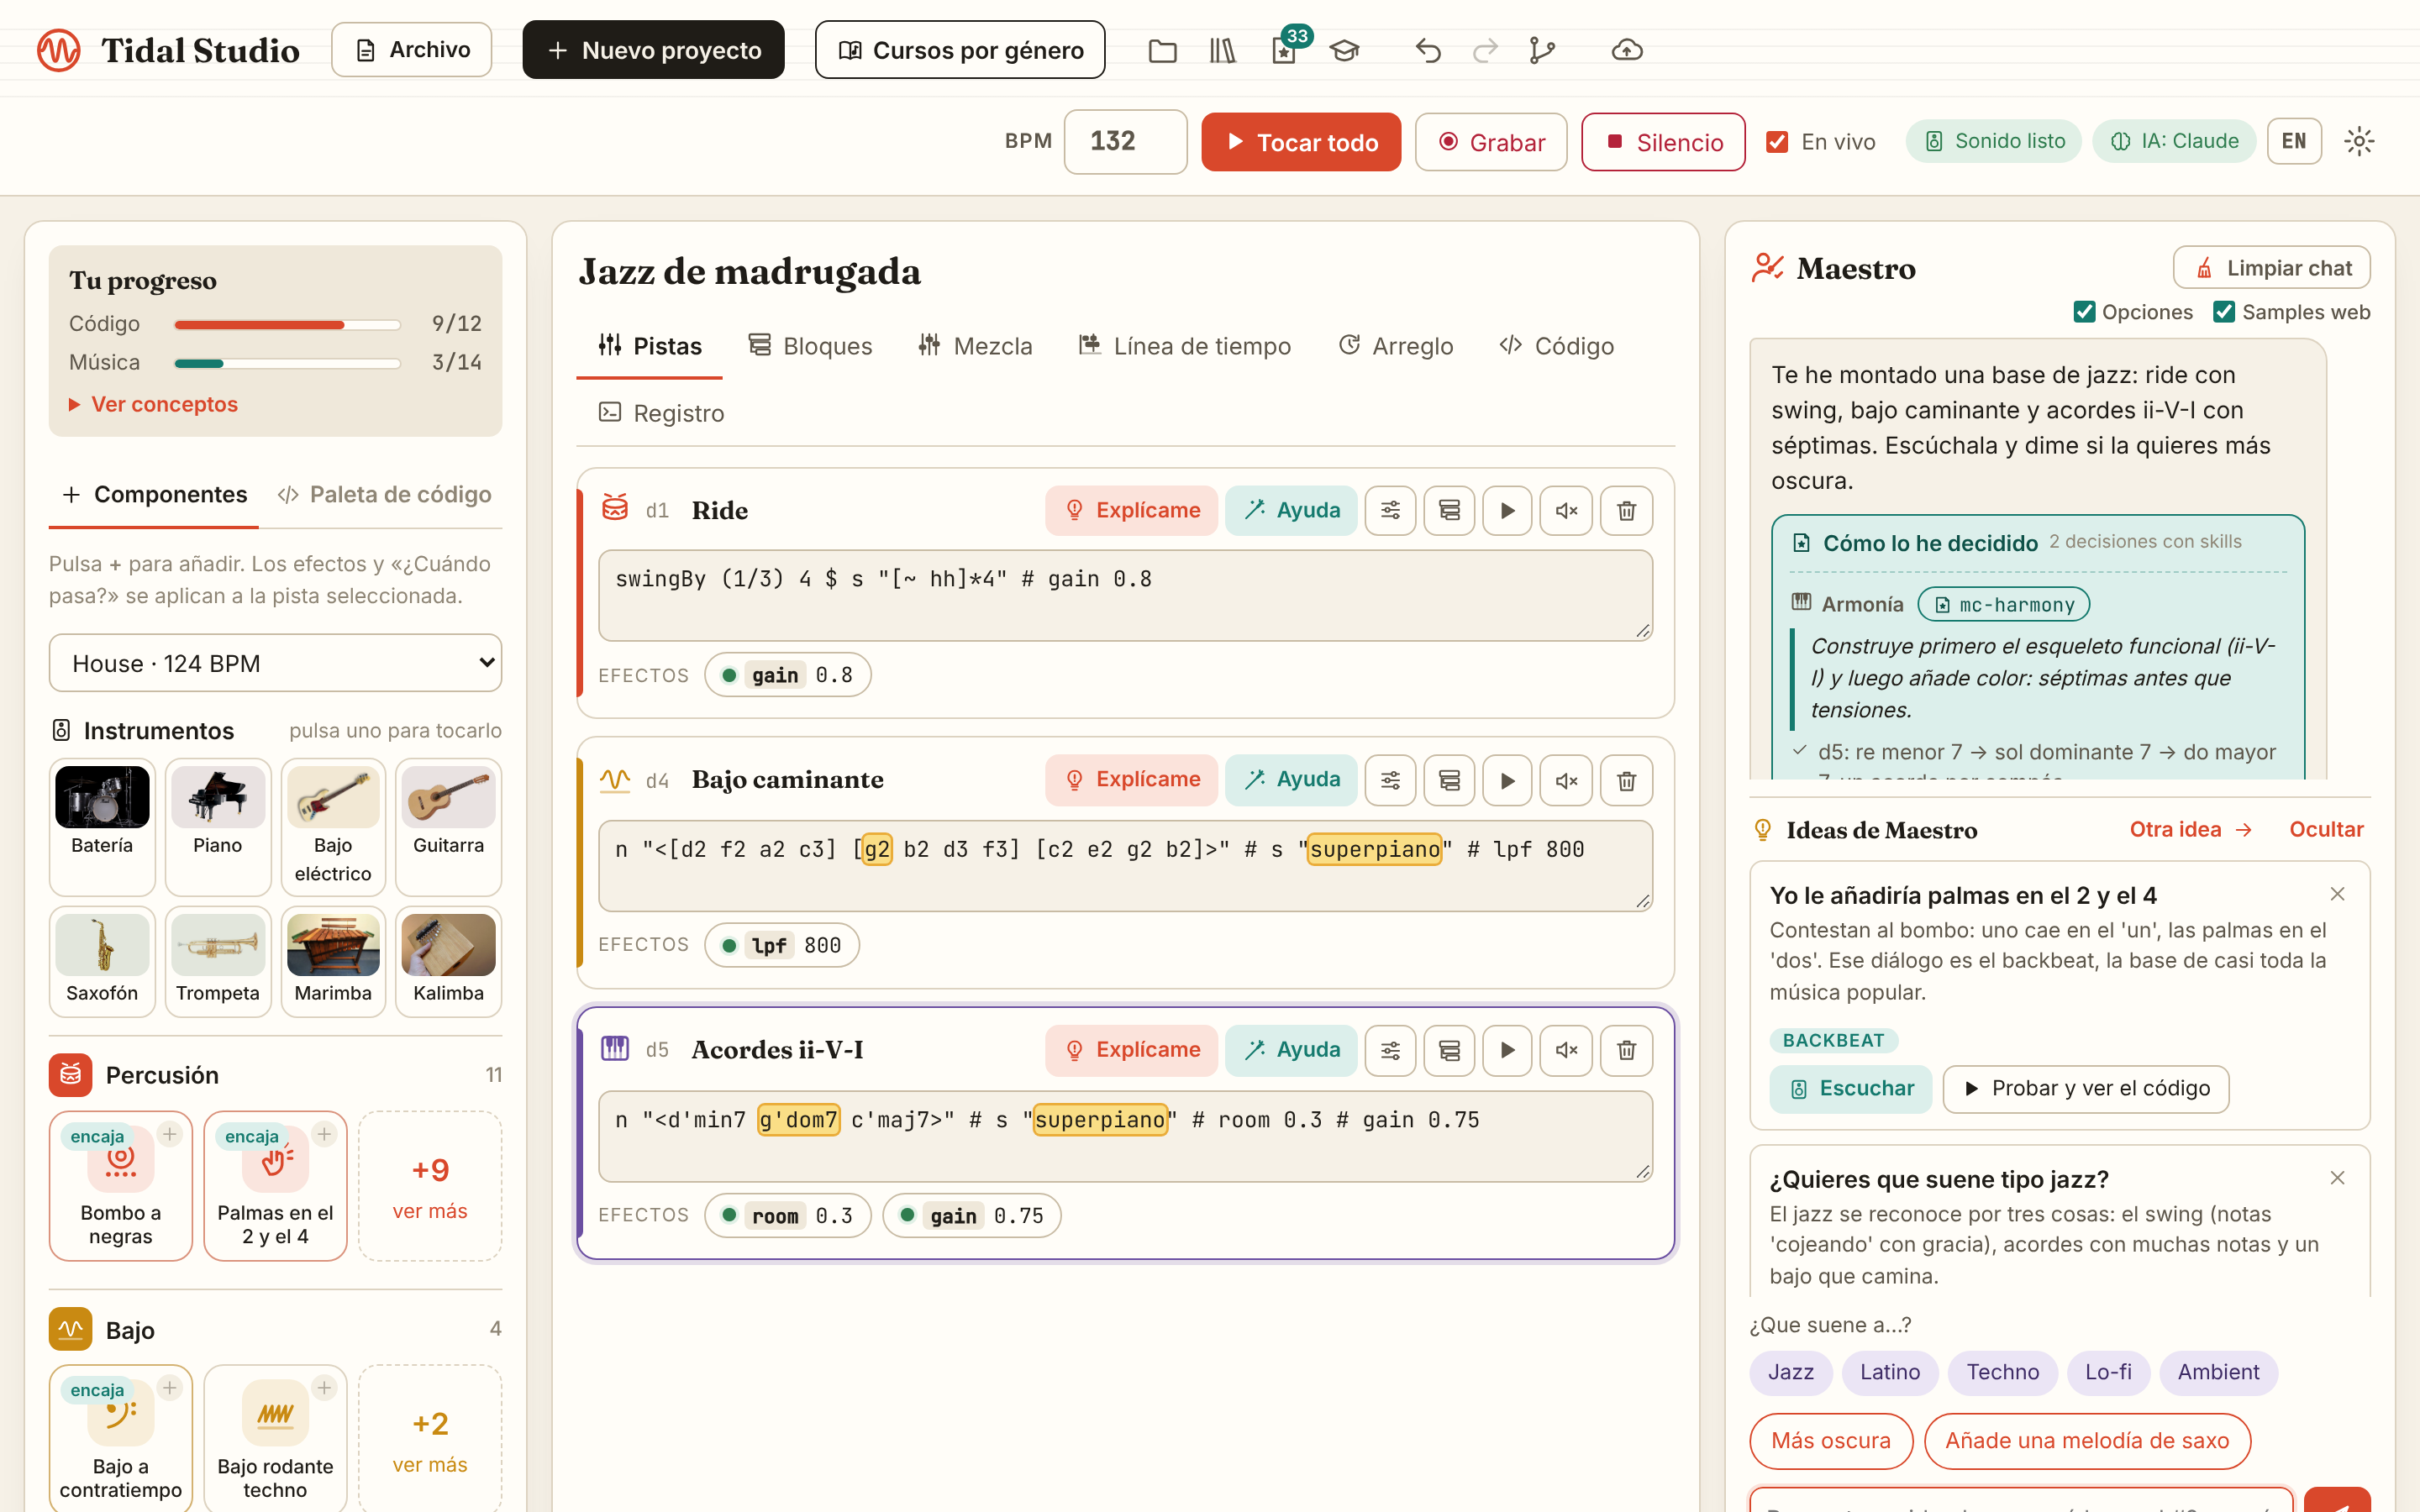 Tidal Studio
Archivo
Nuevo proyecto
Cursos por género
33
BPM
132
Tocar todo
Grabar
Silencio
En vivo
Sonido listo
IA: Claude
EN
Tu progreso
Código
9/12
Música
3/14
Ver conceptos
Componentes
Paleta de código
Pulsa + para añadir. Los efectos y «¿Cuándo
pasa?» se aplican a la pista seleccionada.
House · 124 BPM
Instrumentos
pulsa uno para tocarlo
Batería
Piano
Bajo
eléctrico
Guitarra
Saxofón
Trompeta
Marimba
Kalimba
Percusión
11
encaja
Bombo a
negras
encaja
Palmas en el
2 y el 4
+9
ver más
Bajo
4
encaja
Bajo a
contratiempo
Bajo rodante
techno
+2
ver más
Jazz de madrugada
Pistas
Bloques
Mezcla
Línea de tiempo
Arreglo
Código
Registro
d1
Ride
Explícame
Ayuda
swingBy (1/3) 4 $ s "[~ hh]*4" # gain 0.8
EFECTOS
gain 0.8
d4
Bajo caminante
Explícame
Ayuda
n "<[d2 f2 a2 c3] [g2 b2 d3 f3] [c2 e2 g2 b2]>" # s "superpiano" # lpf 800
EFECTOS
lpf 800
d5
Acordes ii-V-I
Explícame
Ayuda
n "<d'min7 g'dom7 c'maj7>" # s "superpiano" # room 0.3 # gain 0.75
EFECTOS
room 0.3
gain 0.75
Maestro
Limpiar chat
Opciones
Samples web
Te he montado una base de jazz: ride con
swing, bajo caminante y acordes ii-V-I con
séptimas. Escúchala y dime si la quieres más
oscura.
Cómo lo he decidido
2 decisiones con skills
Armonía
mc-harmony
Construye primero el esqueleto funcional (ii-V-
I) y luego añade color: séptimas antes que
tensiones.
d5: re menor 7 → sol dominante 7 → do mayor
Ideas de Maestro
Otra idea →
Ocultar
Yo le añadiría palmas en el 2 y el 4
Contestan al bombo: uno cae en el 'un', las palmas en el
'dos'. Ese diálogo es el backbeat, la base de casi toda la
música popular.
BACKBEAT
Escuchar
Probar y ver el código
¿Quieres que suene tipo jazz?
El jazz se reconoce por tres cosas: el swing (notas
'cojeando' con gracia), acordes con muchas notas y un
bajo que camina.
¿Que suene a...?
Jazz
Latino
Techno
Lo-fi
Ambient
Más oscura
Añade una melodía de saxo